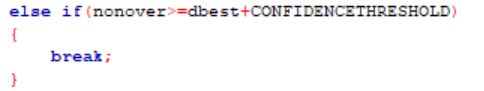 else if(nonover>=dbest+CONFIDENCETHRESHOLD)
{
    break;
}